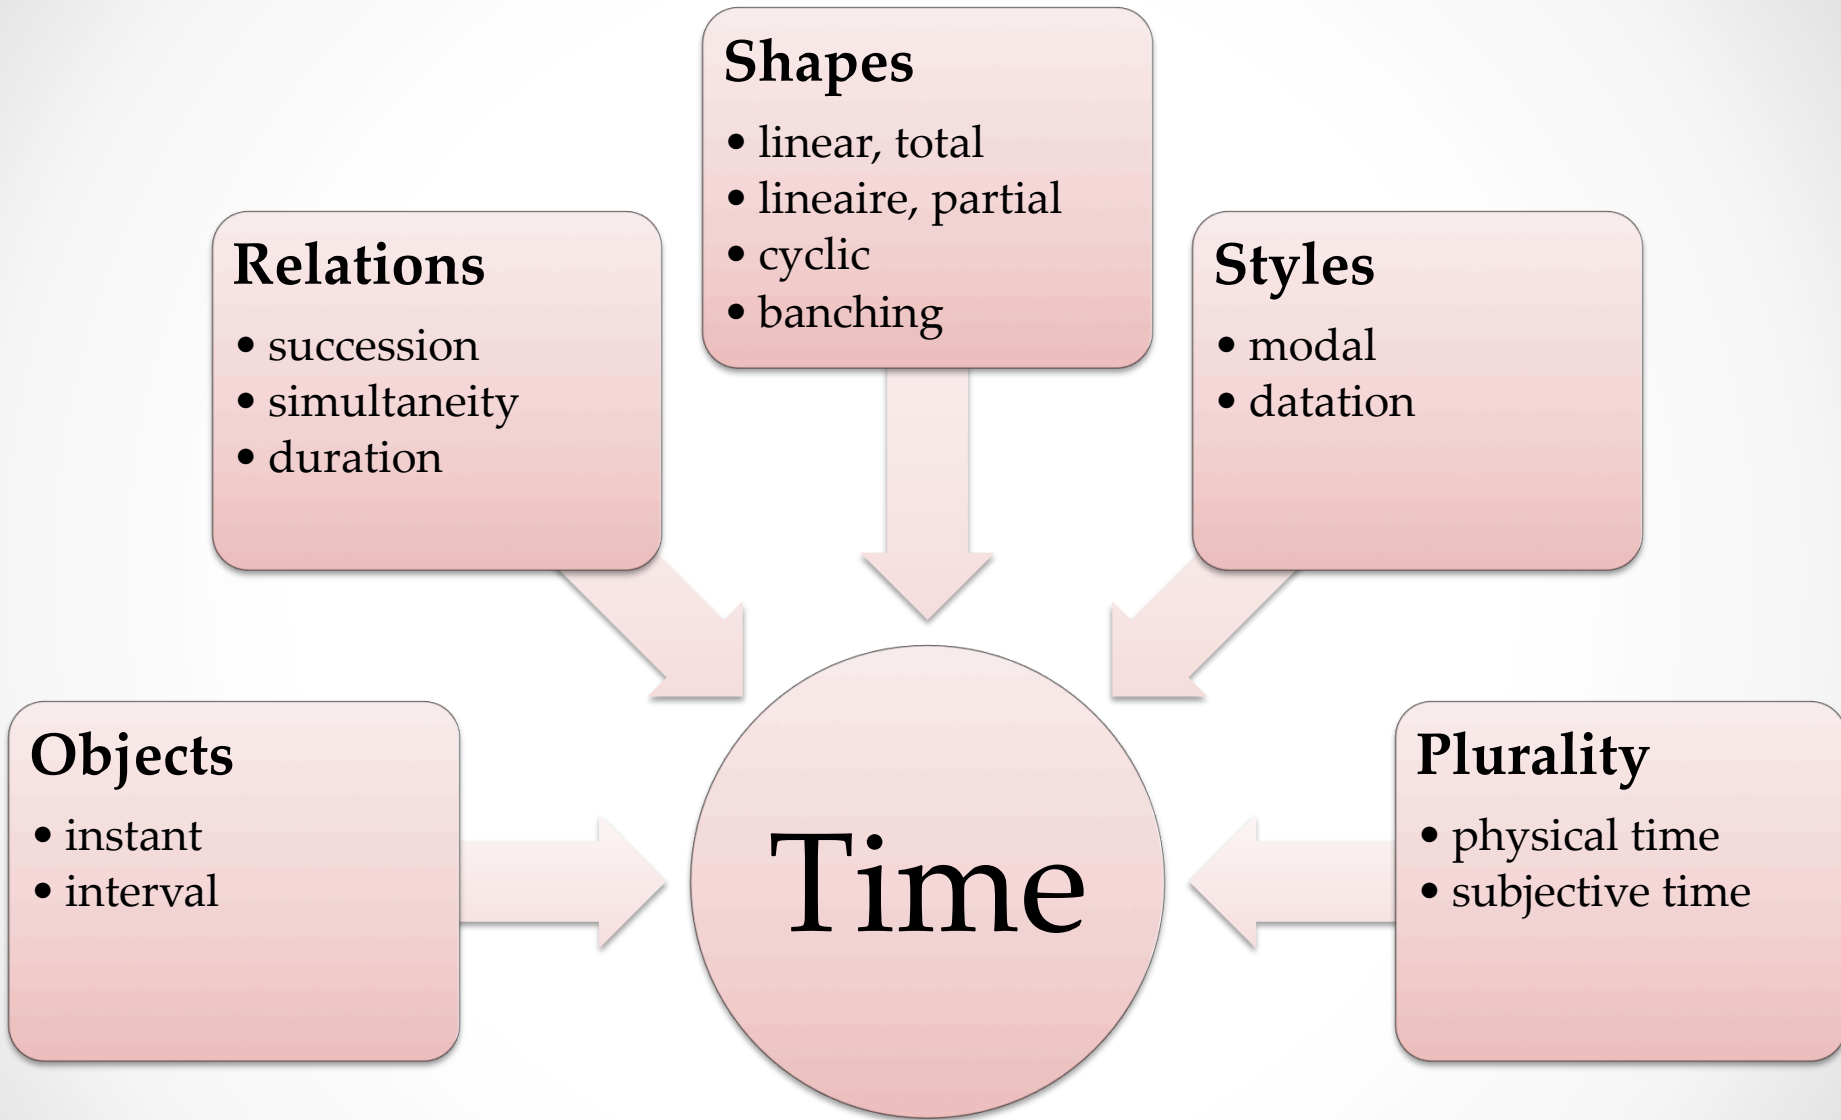 Shapes
• linear, total
• lineaire, partial
• cyclic
• banching
Relations
• succession
• simultaneity
• duration
Styles
• modal
• datation
Objects
• instant
• interval
Time
Plurality
• physical time
• subjective time